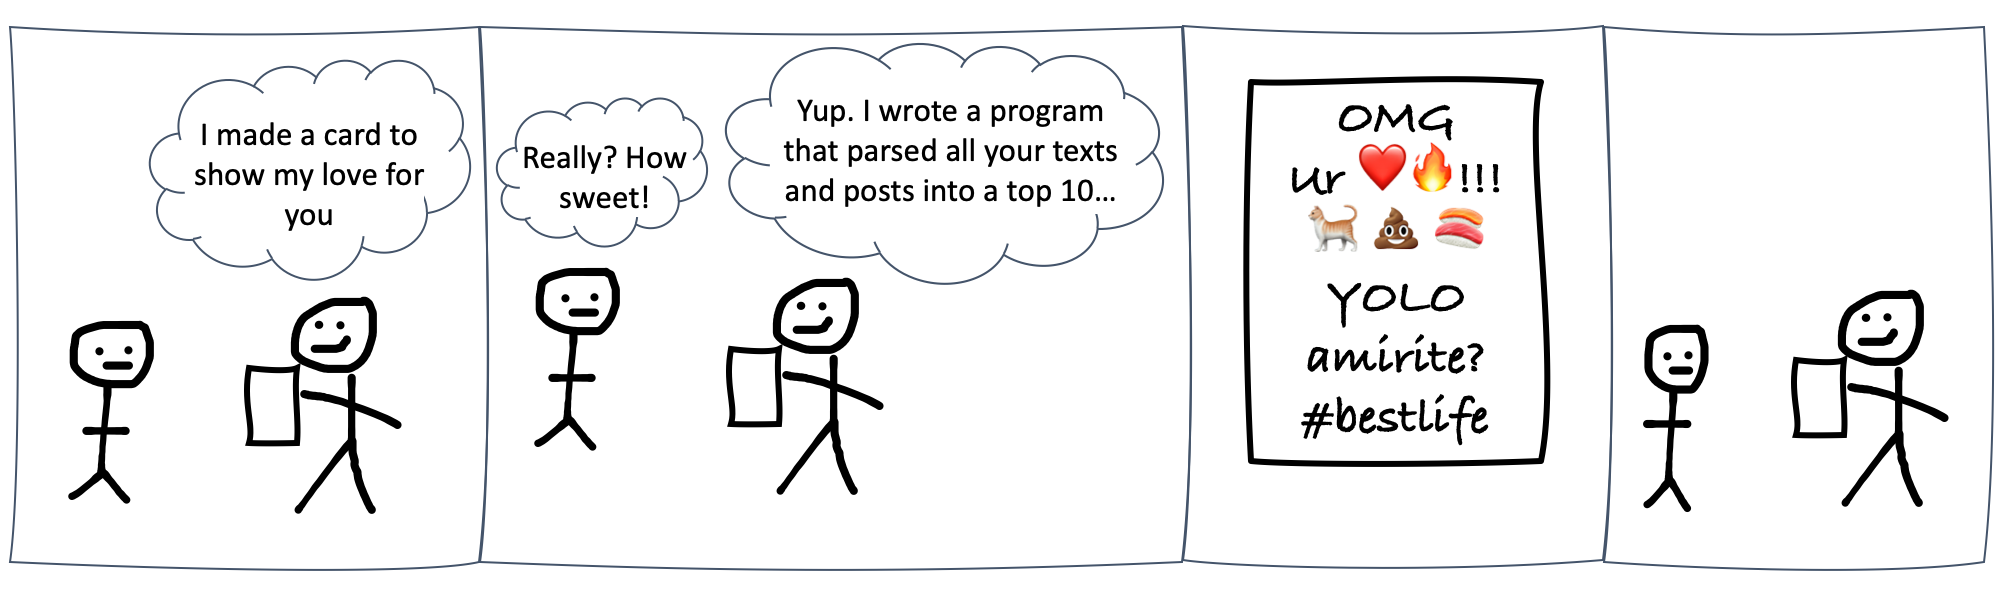 I made a card to
show my love for
you
Really? How
sweet!
Yup. I wrote a program
that parsed all your texts
and posts into a top 10...
OMG
ur ❤️🔥!!!
🐈💩🍣
YOLO
amirite?
#bestlife